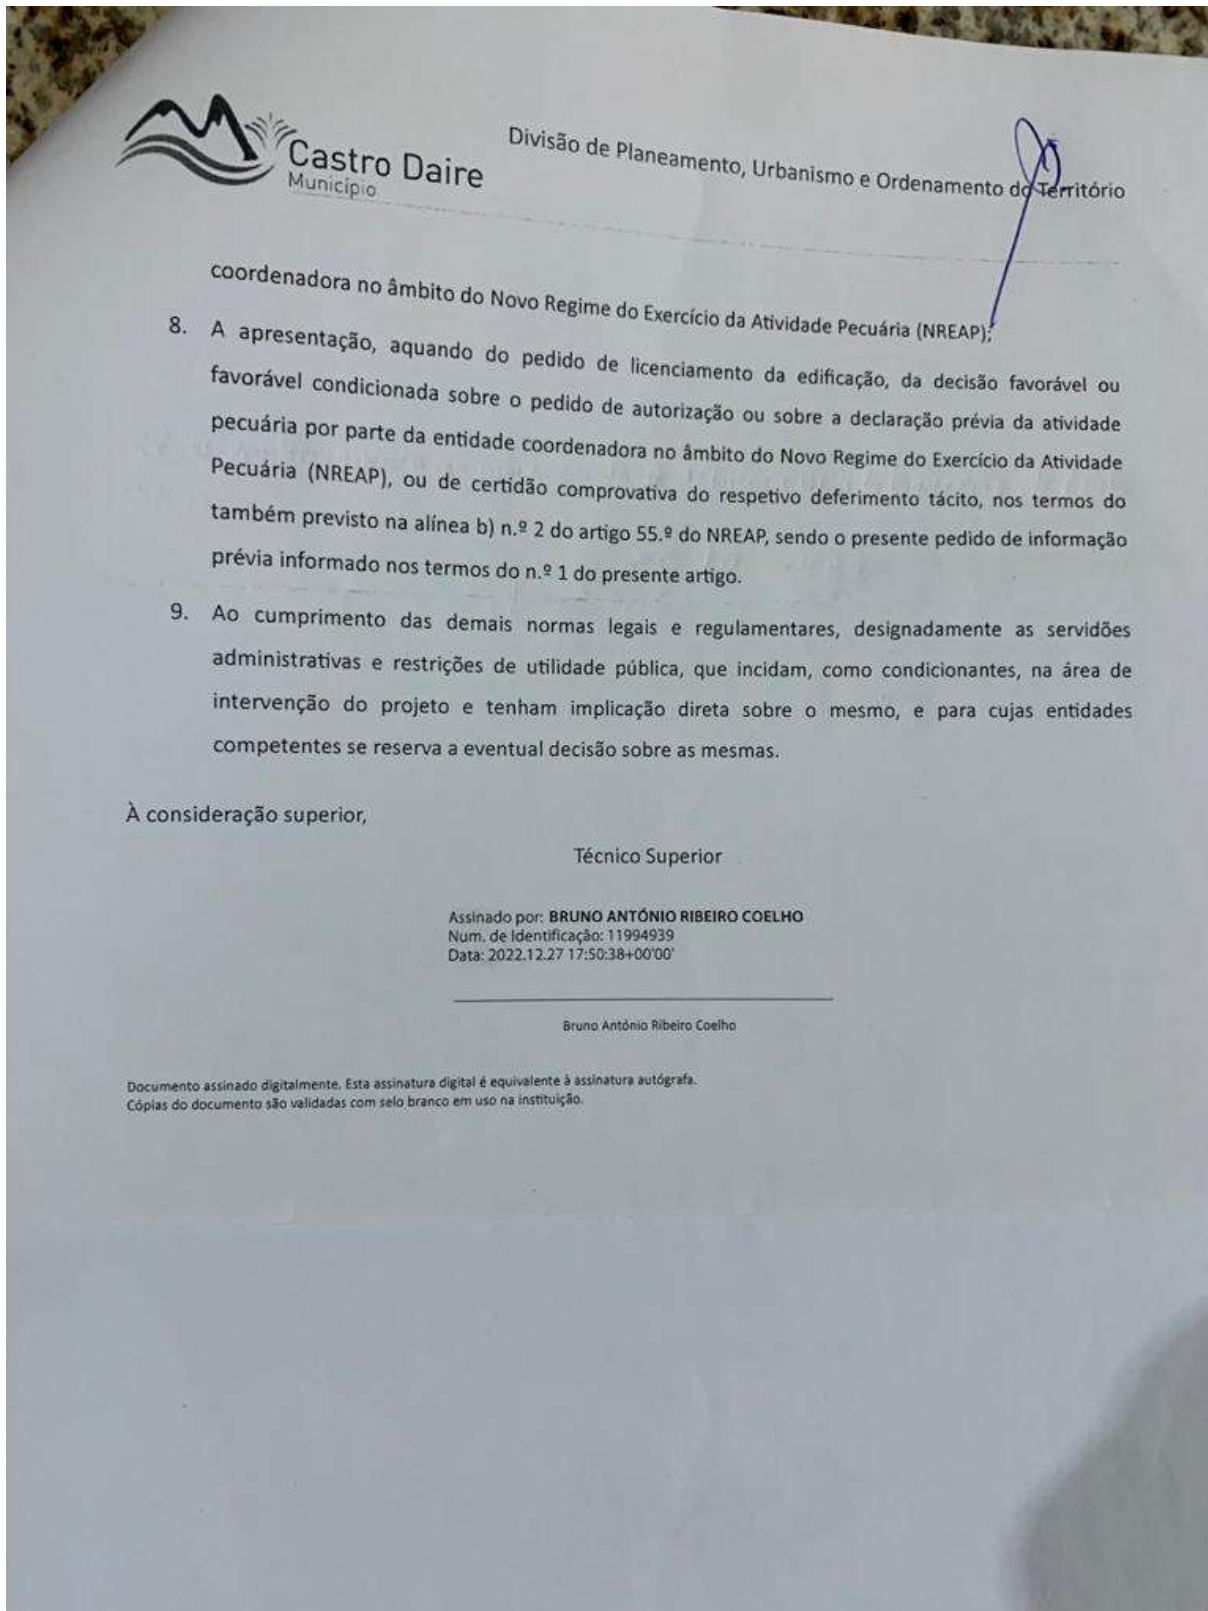 Castro Daire
Município
Divisão de Planeamento, Urbanismo e Ordenamento do Território
coordenadora no âmbito do Novo Regime do Exercício da Atividade Pecuária (NREAP);
8. A apresentação, aquando do pedido de licenciamento da edificação, da decisão favorável ou
favorável condicionada sobre o pedido de autorização ou sobre a declaração prévia da atividade
pecuária por parte da entidade coordenadora no âmbito do Novo Regime do Exercício da Atividade
Pecuária (NREAP), ou de certidão comprovativa do respetivo deferimento tácito, nos termos do
também previsto na alínea b) n.º 2 do artigo 55.º do NREAP, sendo o presente pedido de informação
prévia informado nos termos do n.º 1 do presente artigo.
9. Ao cumprimento das demais normas legais e regulamentares, designadamente as servidões
administrativas e restrições de utilidade pública, que incidam, como condicionantes, na área de
intervenção do projeto e tenham implicação direta sobre o mesmo, e para cujas entidades
competentes se reserva a eventual decisão sobre as mesmas.
À consideração superior,
Técnico Superior
Assinado por: BRUNO ANTÓNIO RIBEIRO COELHO
Num. de Identificação: 11994939
Data: 2022.12.27 17:50:38+00'00'
Bruno António Ribeiro Coelho
Documento assinado digitalmente. Esta assinatura digital é equivalente à assinatura autógrafa.
Cópias do documento são validadas com selo branco em uso na instituição.